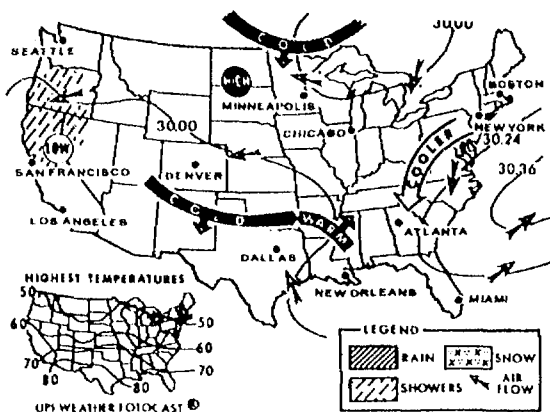 COLD
30.00
SEATTLE
HIGH
MINNEAPOLIS
BOSTON
30.00
CHICAGO
NEW YORK
COOLER
30.24
LOW
30.36
SAN FRANCISCO
DENVER
COLD
WARM
LOS ANGELES
ATLANTA
DALLAS
HIGHEST TEMPERATURES
NEW ORLEANS
MIAMI
50
50
60
60
70
70
80
80
LEGEND
RAIN
SNOW
SHOWERS
AIR FLOW
UPI WEATHER FOTOCAST ®